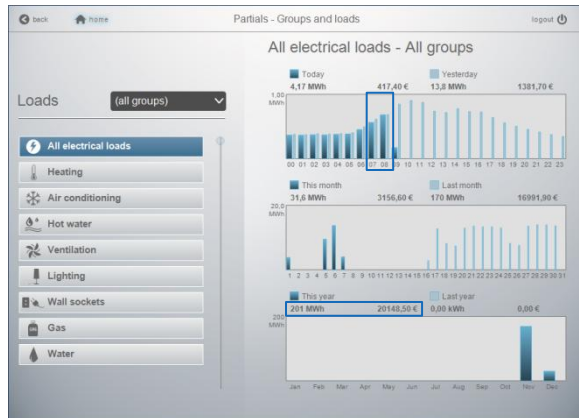 back home Partials - Groups and loads logout
All electrical loads - All groups
Loads (all groups)
All electrical loads
Heating
Air conditioning
Hot water
Ventilation
Lighting
Wall sockets
Gas
Water
Today Yesterday
4,17 MWh 417,40 € 13,8 MWh 1381,70 €
MWh
00 01 02 03 04 05 06 07 08 09 10 11 12 13 14 15 16 17 18 19 20 21 22 23
This month Last month
31,6 MWh 3156,60 € 170 MWh 16991,90 €
20,0
MWh
1 2 3 4 5 6 7 8 9 10 11 12 13 14 15 16 17 18 19 20 21 22 23 24 25 26 27 28 29 30 31
This year Last year
201 MWh 20148,50 € 0,00 kWh 0,00 €
200
MWh
Jan Feb Mar Apr May Jun Jul Aug Sep Oct Nov Dec